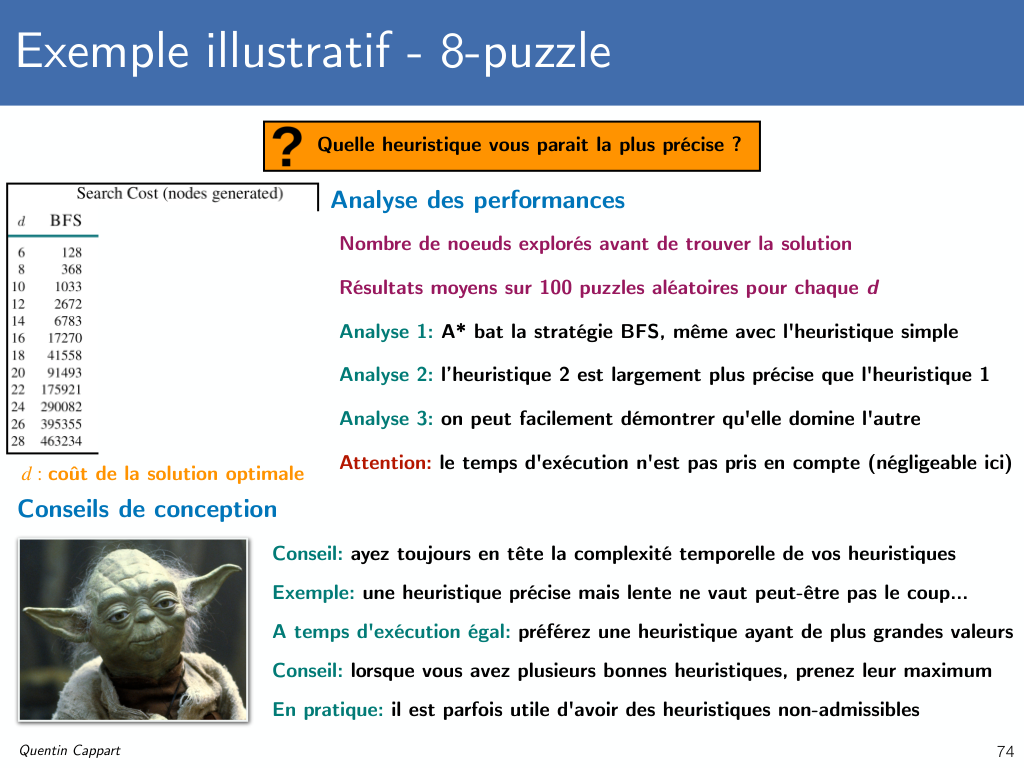 Exemple illustratif - 8-puzzle
? Quelle heuristique vous parait la plus précise ?
Search Cost (nodes generated)
d BFS
6 128
8 368
10 1033
12 2672
14 6783
16 17270
18 41558
20 91493
22 175921
24 290082
26 395355
28 463234
d : coût de la solution optimale
Analyse des performances
Nombre de noeuds explorés avant de trouver la solution
Résultats moyens sur 100 puzzles aléatoires pour chaque d
Analyse 1: A* bat la stratégie BFS, même avec l'heuristique simple
Analyse 2: l'heuristique 2 est largement plus précise que l'heuristique 1
Analyse 3: on peut facilement démontrer qu'elle domine l'autre
Attention: le temps d'exécution n'est pas pris en compte (négligeable ici)
Conseils de conception
Conseil: ayez toujours en tête la complexité temporelle de vos heuristiques
Exemple: une heuristique précise mais lente ne vaut peut-être pas le coup...
A temps d'exécution égal: préférez une heuristique ayant de plus grandes valeurs
Conseil: lorsque vous avez plusieurs bonnes heuristiques, prenez leur maximum
En pratique: il est parfois utile d'avoir des heuristiques non-admissibles
Quentin Cappart
74